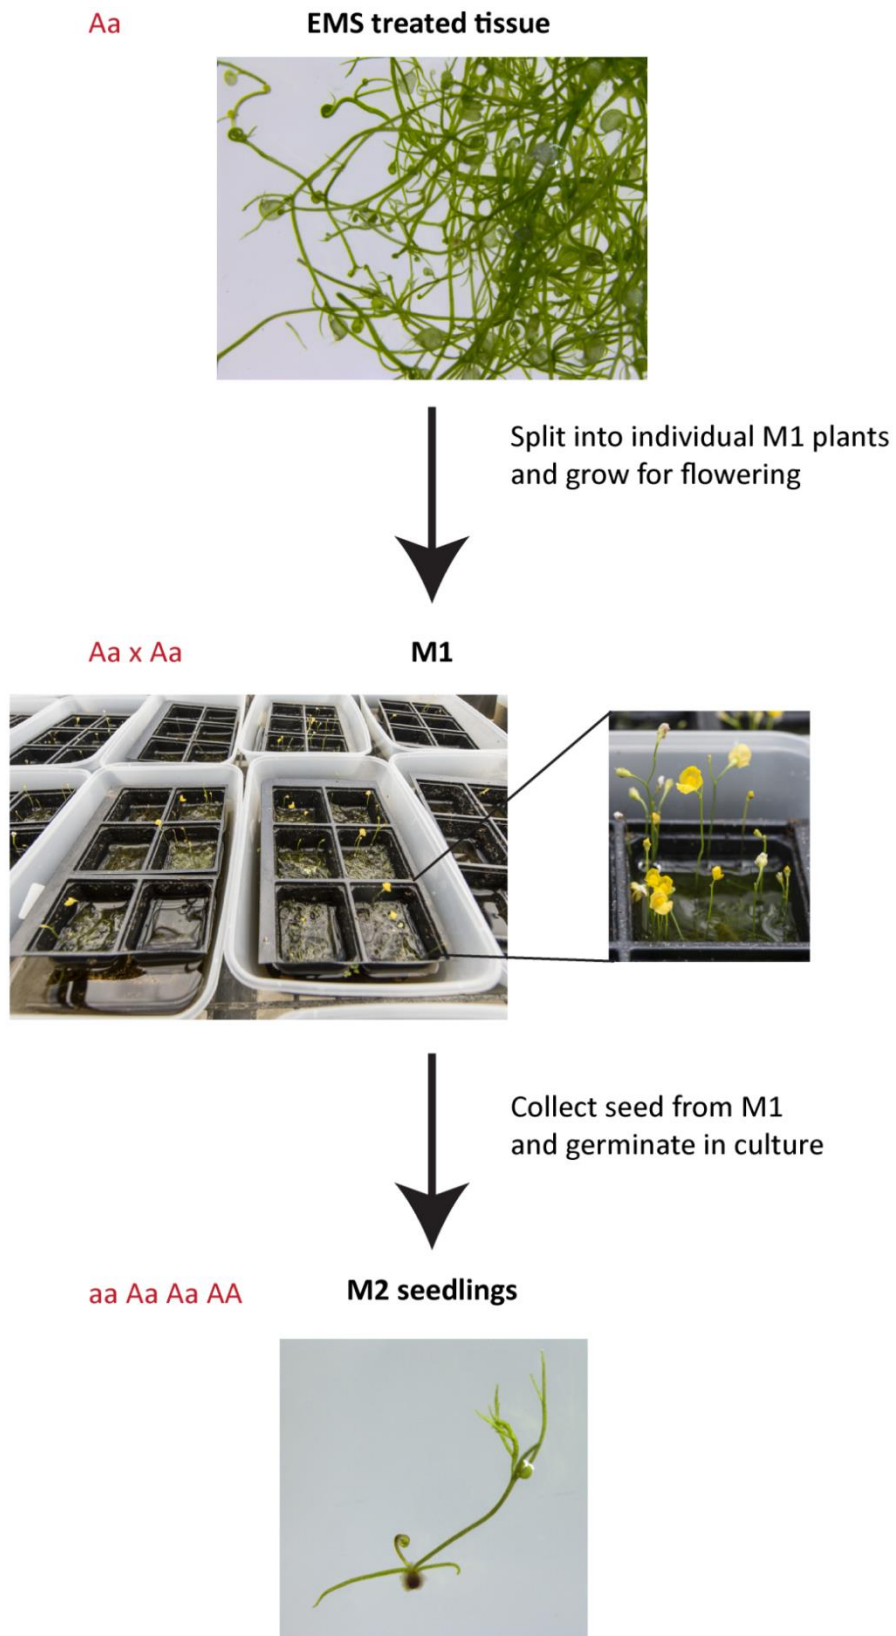 Aa
EMS treated tissue
Split into individual M1 plants
and grow for flowering
Aa x Aa
M1
Collect seed from M1
and germinate in culture
aa Aa Aa AA
M2 seedlings